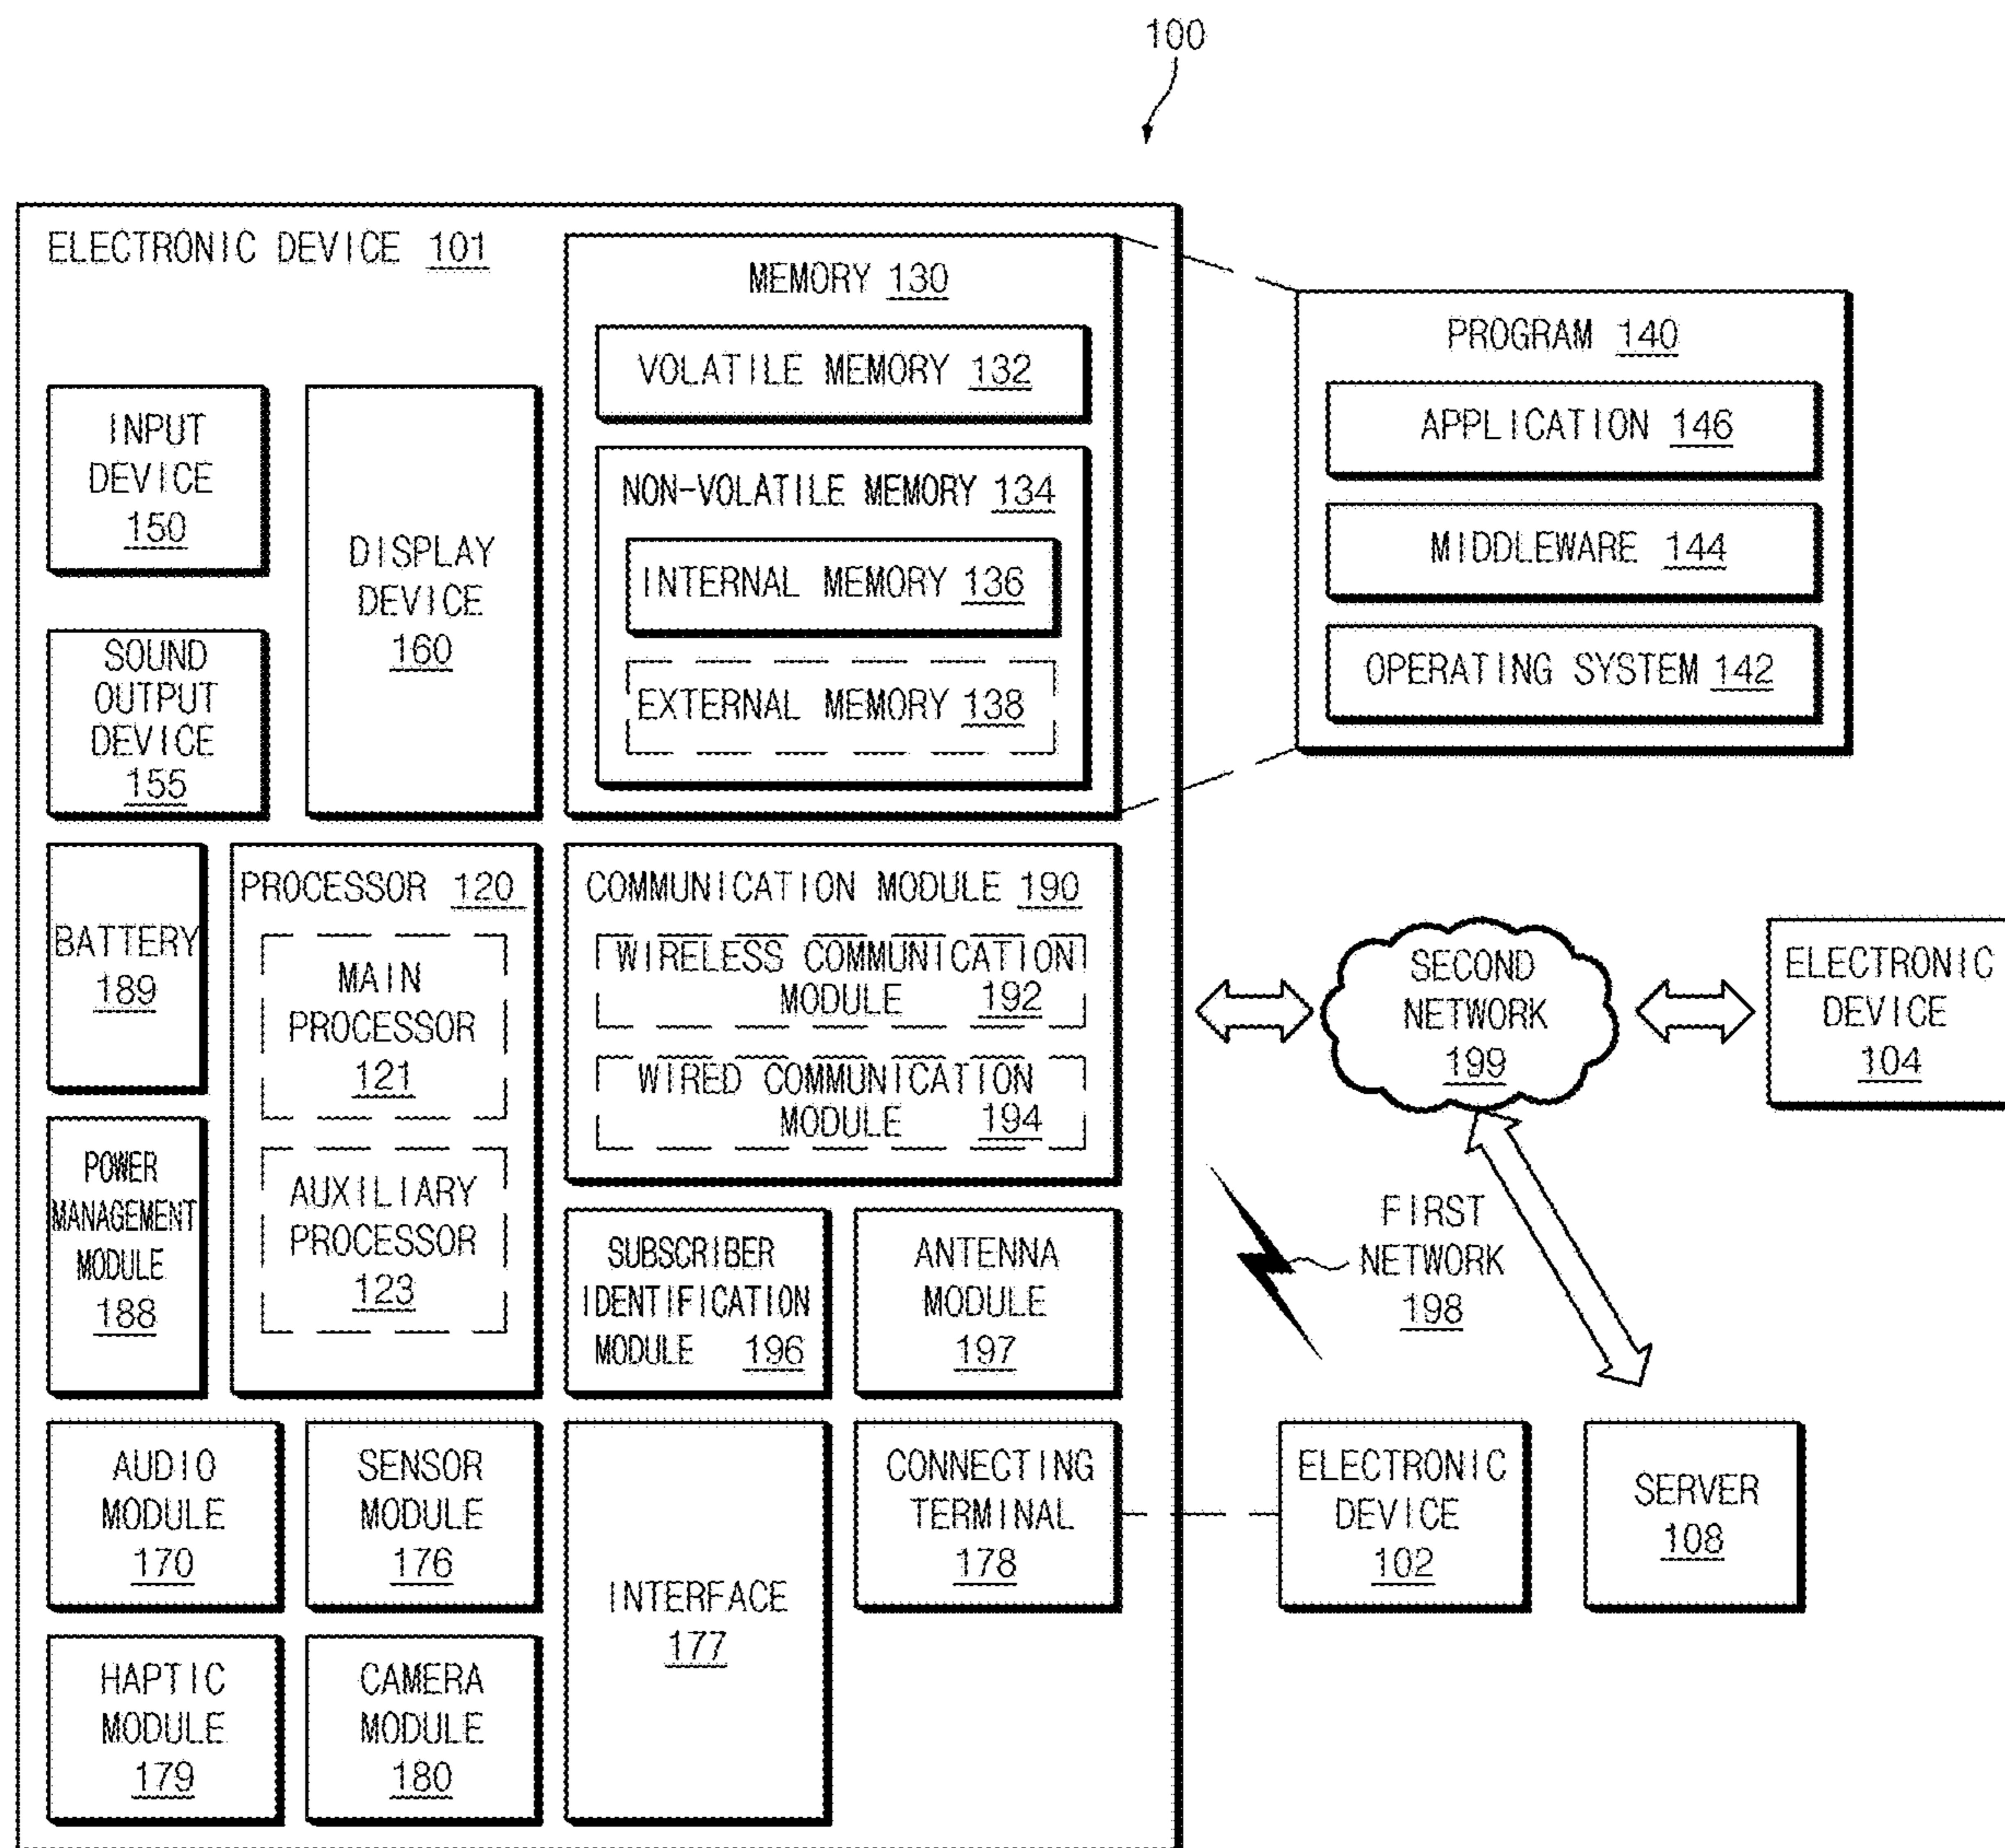 100
ELECTRONIC DEVICE 101
MEMORY 130
VOLATILE MEMORY 132
NON-VOLATILE MEMORY 134
INTERNAL MEMORY 136
EXTERNAL MEMORY 138
PROGRAM 140
APPLICATION 146
MIDDLEWARE 144
OPERATING SYSTEM 142
INPUT
DEVICE
150
SOUND
OUTPUT
DEVICE
155
DISPLAY
DEVICE
160
BATTERY
189
POWER
MANAGEMENT
MODULE
188
PROCESSOR 120
MAIN
PROCESSOR
121
AUXILIARY
PROCESSOR
123
COMMUNICATION MODULE 190
WIRELESS COMMUNICATION
MODULE 192
WIRED COMMUNICATION
MODULE 194
SUBSCRIBER
IDENTIFICATION
MODULE 196
ANTENNA
MODULE
197
SECOND
NETWORK
199
ELECTRONIC
DEVICE
104
FIRST
NETWORK
198
AUDIO
MODULE
170
SENSOR
MODULE
176
INTERFACE
177
CONNECTING
TERMINAL
178
ELECTRONIC
DEVICE
102
SERVER
108
HAPTIC
MODULE
179
CAMERA
MODULE
180